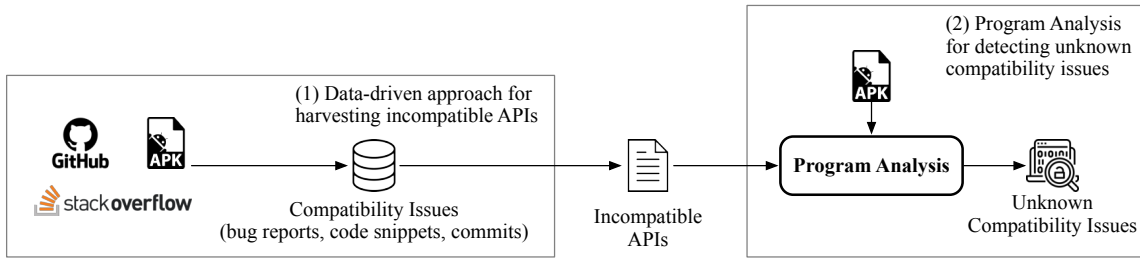 (1) Data-driven approach for
harvesting incompatible APIs
GitHub
APK
stackoverflow
Compatibility Issues
(bug reports, code snippets, commits)
Incompatible
APIs
(2) Program Analysis
for detecting unknown
compatibility issues
APK
Program Analysis
Unknown
Compatibility Issues